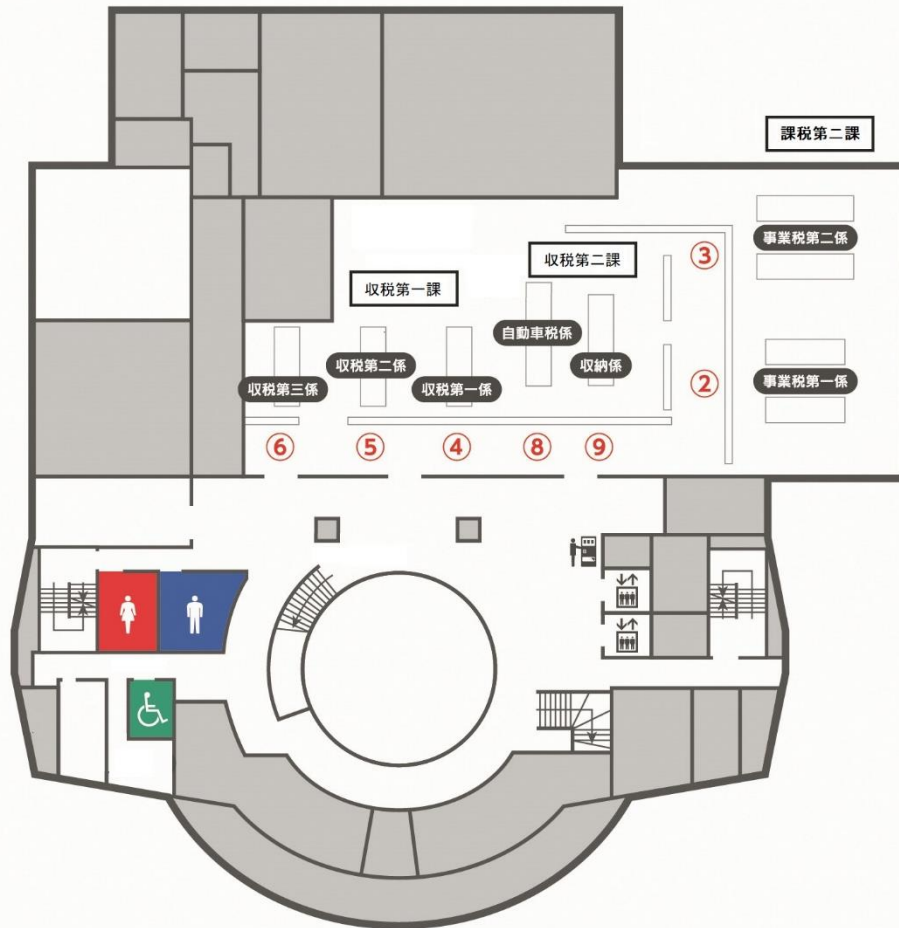 課税第二課
事業税第二係
③
収税第二課
収税第一課
自動車税係
収納係
事業税第一係
収税第三係
収税第二係
収税第一係
②
⑥
⑤
④
⑧
⑨